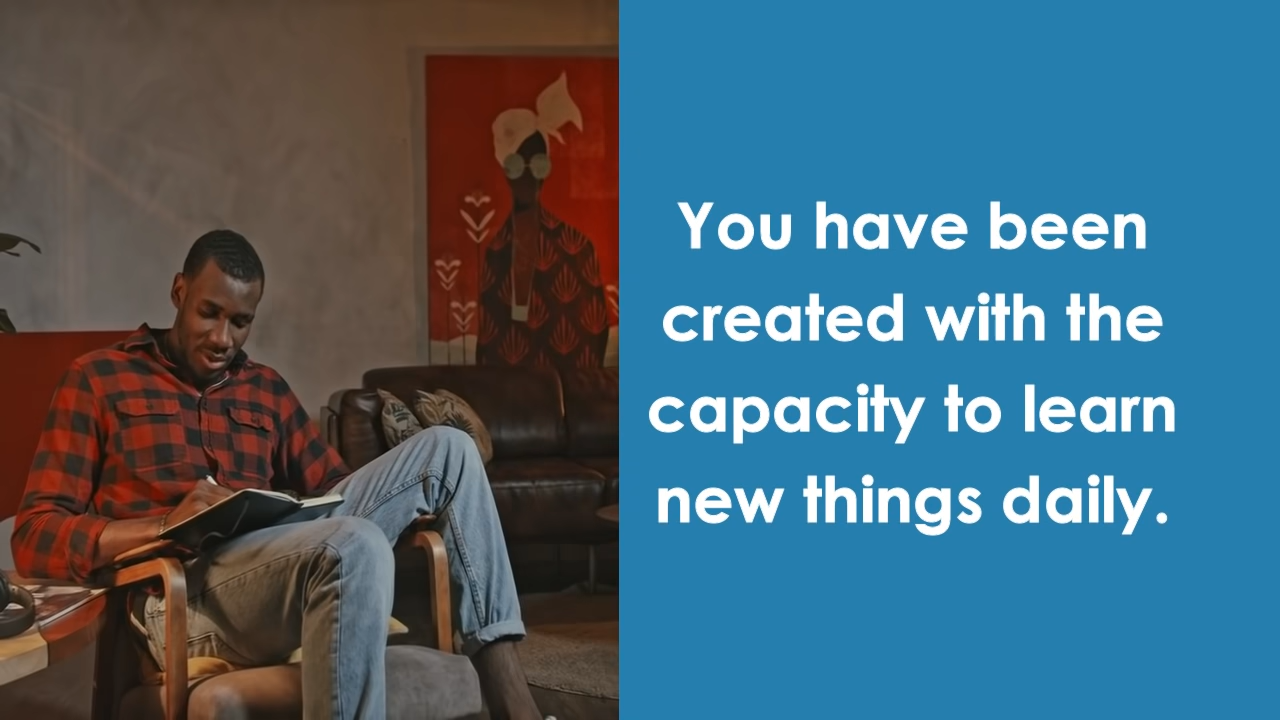 You have been
created with the
capacity to learn
new things daily.